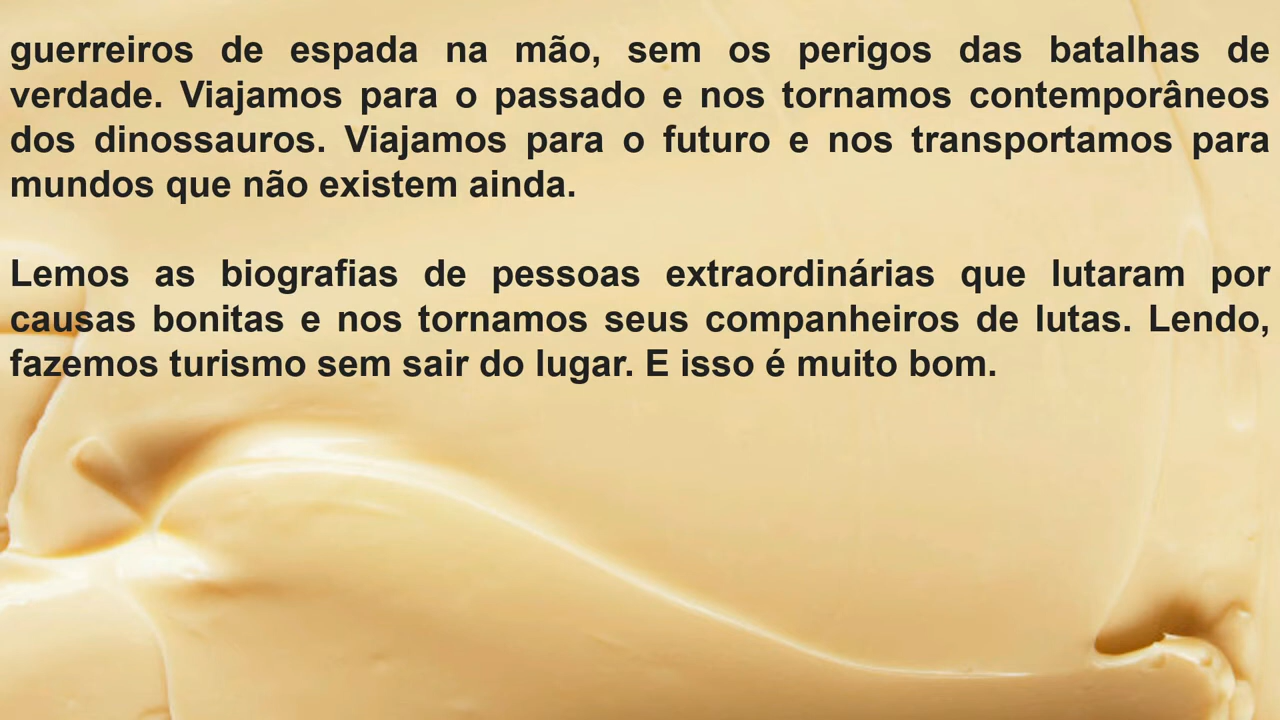 guerreiros de espada na mão, sem os perigos das batalhas de
verdade. Viajamos para o passado e nos tornamos contemporâneos
dos dinossauros. Viajamos para o futuro e nos transportamos para
mundos que não existem ainda.
Lemos as biografias de pessoas extraordinárias que lutaram por
causas bonitas e nos tornamos seus companheiros de lutas. Lendo,
fazemos turismo sem sair do lugar. E isso é muito bom.